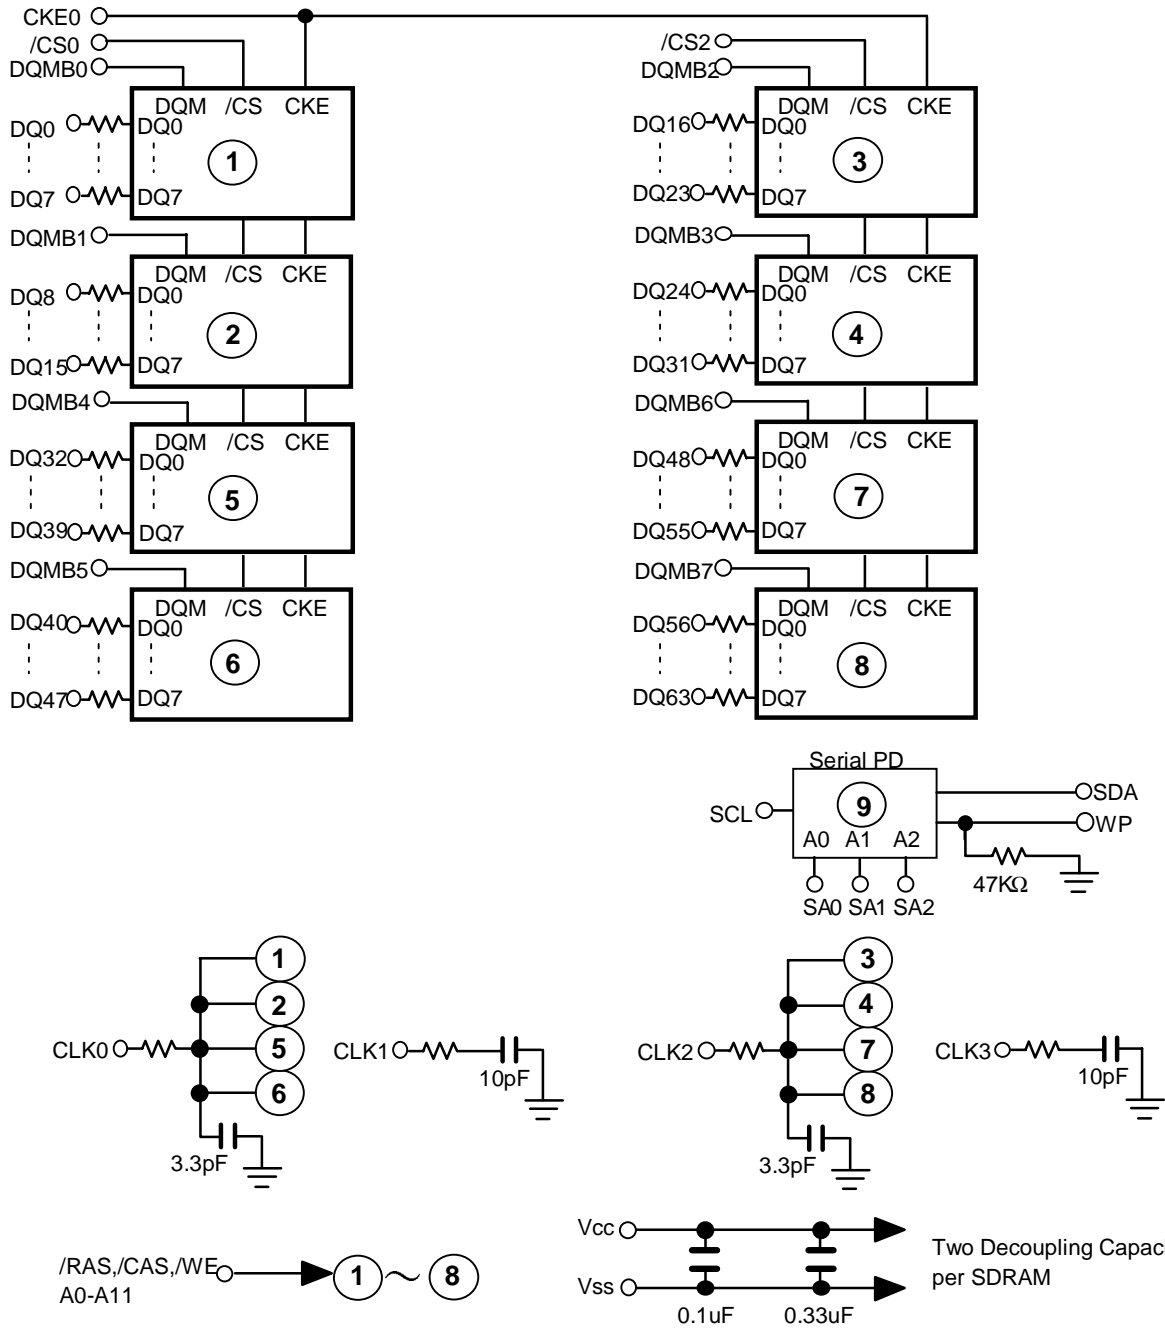 CKE0
/CS0
DQMB0
DQM /CS CKE
DQ0 DQ0
1
DQ7 DQ7
DQMB1
DQM /CS CKE
DQ8 DQ0
2
DQ15 DQ7
DQMB4
DQM /CS CKE
DQ32 DQ0
5
DQ39 DQ7
DQMB5
DQM /CS CKE
DQ40 DQ0
6
DQ47 DQ7
/CS2
DQMB2
DQM /CS CKE
DQ16 DQ0
3
DQ23 DQ7
DQMB3
DQM /CS CKE
DQ24 DQ0
4
DQ31 DQ7
DQMB6
DQM /CS CKE
DQ48 DQ0
7
DQ55 DQ7
DQMB7
DQM /CS CKE
DQ56 DQ0
8
DQ63 DQ7
Serial PD
SCL 9 SDA
WP
A0 A1 A2
47KΩ
SA0 SA1 SA2
1
2
CLK0 5
6
3.3pF
CLK1
10pF
3
4
CLK2 7
8
3.3pF
CLK3
10pF
/RAS,/CAS,/WE 1 ~ 8
A0-A11
Vcc
Vss
0.1uF 0.33uF
Two Decoupling Capac
per SDRAM